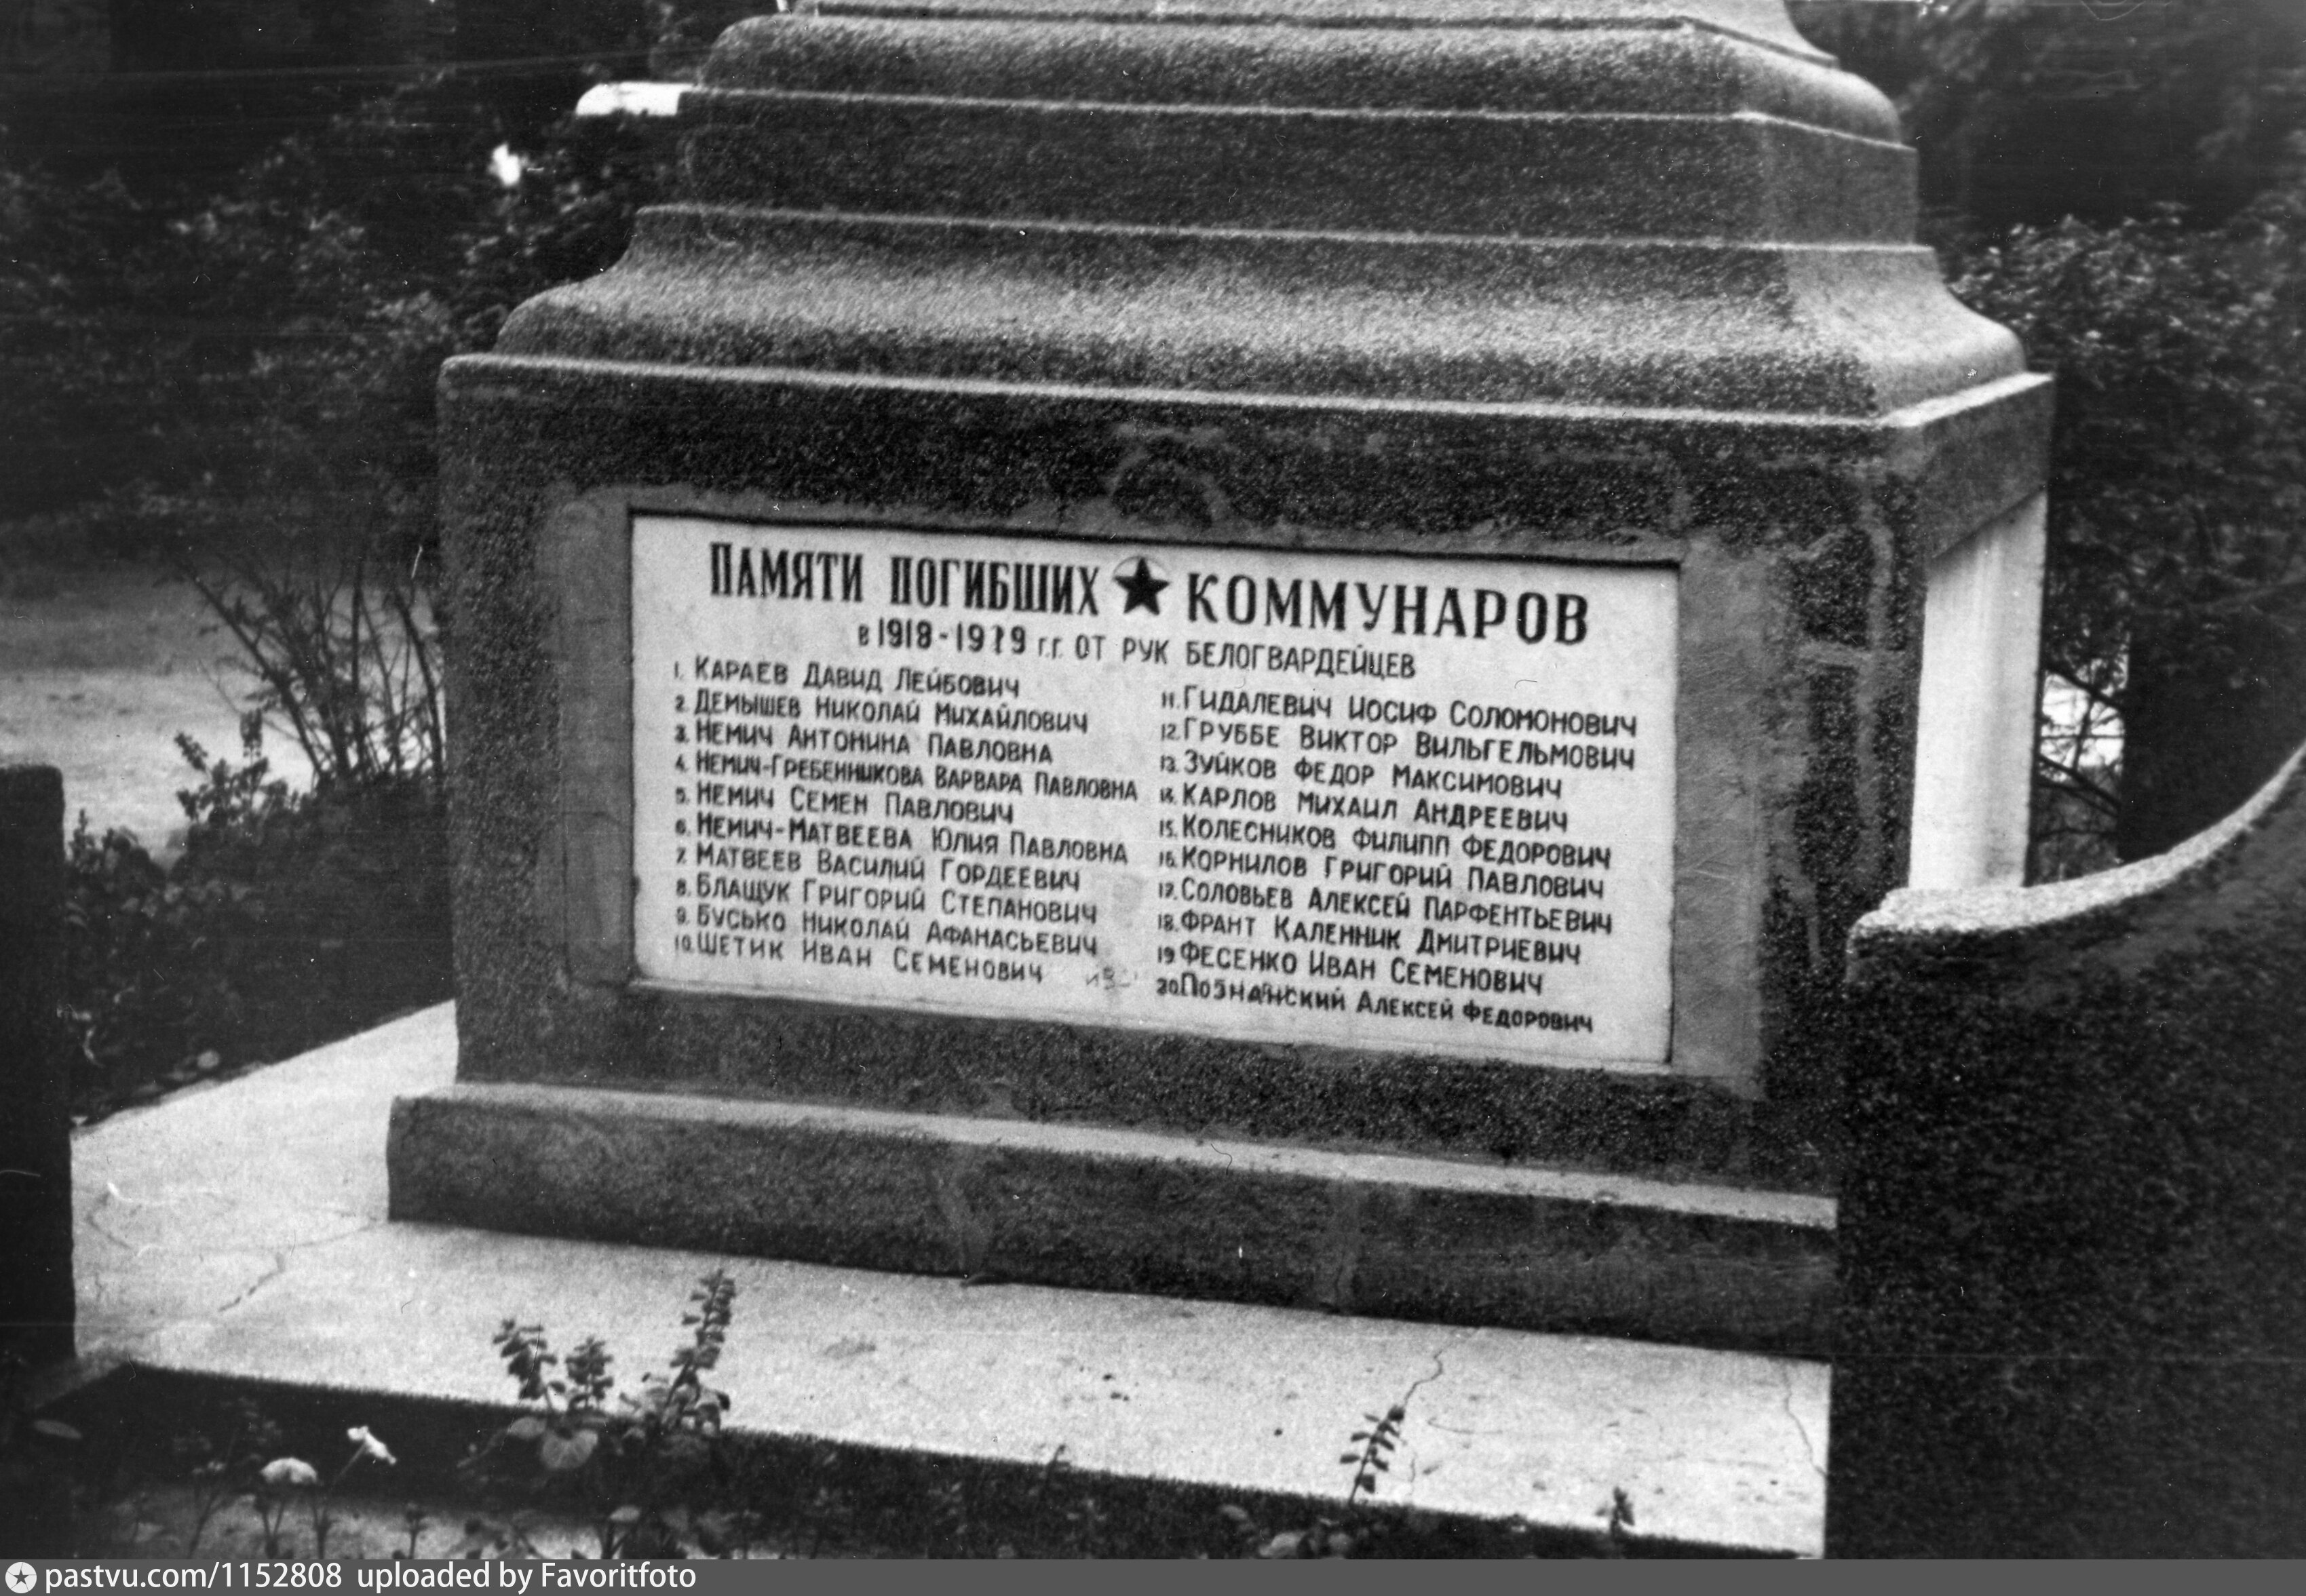 ПАМЯТИ ПОГИБШИХ КОММУНАРОВ
в 1918-1919 г.г. ОТ РУК БЕЛОГВАРДЕЙЦЕВ
1. КАРАЕВ ДАВИД ЛЕЙБОВИЧ
2. ДЕМЫШЕВ НИКОЛАЙ МИХАЙЛОВИЧ
3. НЕМИЧ АНТОНИНА ПАВЛОВНА
4. НЕМИЧ-ГРЕБЕННИКОВА ВАРВАРА ПАВЛОВНА
5. НЕМИЧ СЕМЕН ПАВЛОВИЧ
6. НЕМИЧ-МАТВЕЕВА ЮЛИЯ ПАВЛОВНА
7. МАТВЕЕВ ВАСИЛИЙ ГОРДЕЕВИЧ
8. БЛАЩУК ГРИГОРИЙ СТЕПАНОВИЧ
9. БУСЬКО НИКОЛАЙ АФАНАСЬЕВИЧ
10. ШЕТИК ИВАН СЕМЕНОВИЧ
11. ГИДАЛЕВИЧ ИОСИФ СОЛОМОНОВИЧ
12. ГРУББЕ ВИКТОР ВИЛЬГЕЛЬМОВИЧ
13. ЗУЙКОВ ФЕДОР МАКСИМОВИЧ
14. КАРЛОВ МИХАИЛ АНДРЕЕВИЧ
15. КОЛЕСНИКОВ ФИЛИПП ФЕДОРОВИЧ
16. КОРНИЛОВ ГРИГОРИЙ ПАВЛОВИЧ
17. СОЛОВЬЕВ АЛЕКСЕЙ ПАРФЕНТЬЕВИЧ
18. ФРАНТ КАЛЕННИК ДМИТРИЕВИЧ
19. ФЕСЕНКО ИВАН СЕМЕНОВИЧ
20. ПОЗНАНСКИЙ АЛЕКСЕЙ ФЕДОРОВИЧ
pastvu.com/1152808 uploaded by Favoritfoto